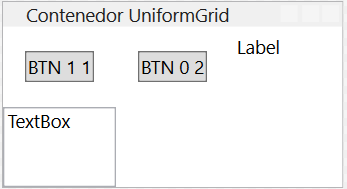 Contenedor UniformGrid
BTN 1 1 BTN 0 2 Label
TextBox